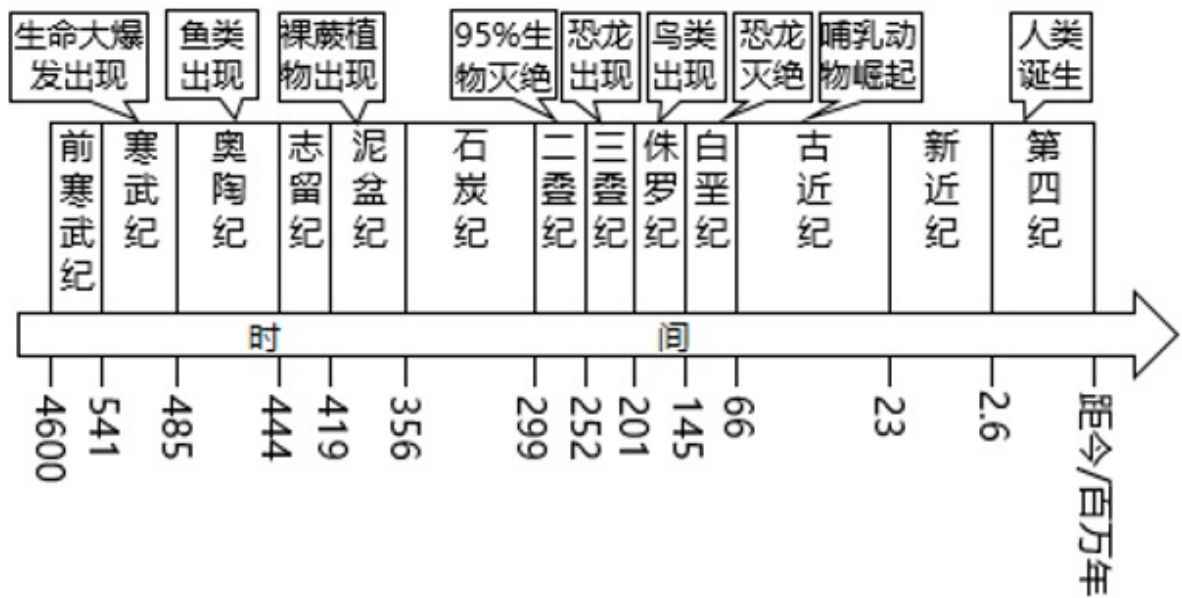 生命大爆
发出现
鱼类
出现
裸蕨植
物出现
95%生
物灭绝
恐龙
出现
鸟类
出现
恐龙
灭绝
哺乳动
物崛起
人类
诞生
前寒武纪
寒武纪
奥陶纪
志留纪
泥盆纪
石炭纪
二叠纪
三叠纪
侏罗纪
白垩纪
古近纪
新近纪
第四纪
时间
4600
541
485
444
419
356
299
252
201
145
66
2.3
2.6
距今/百万年